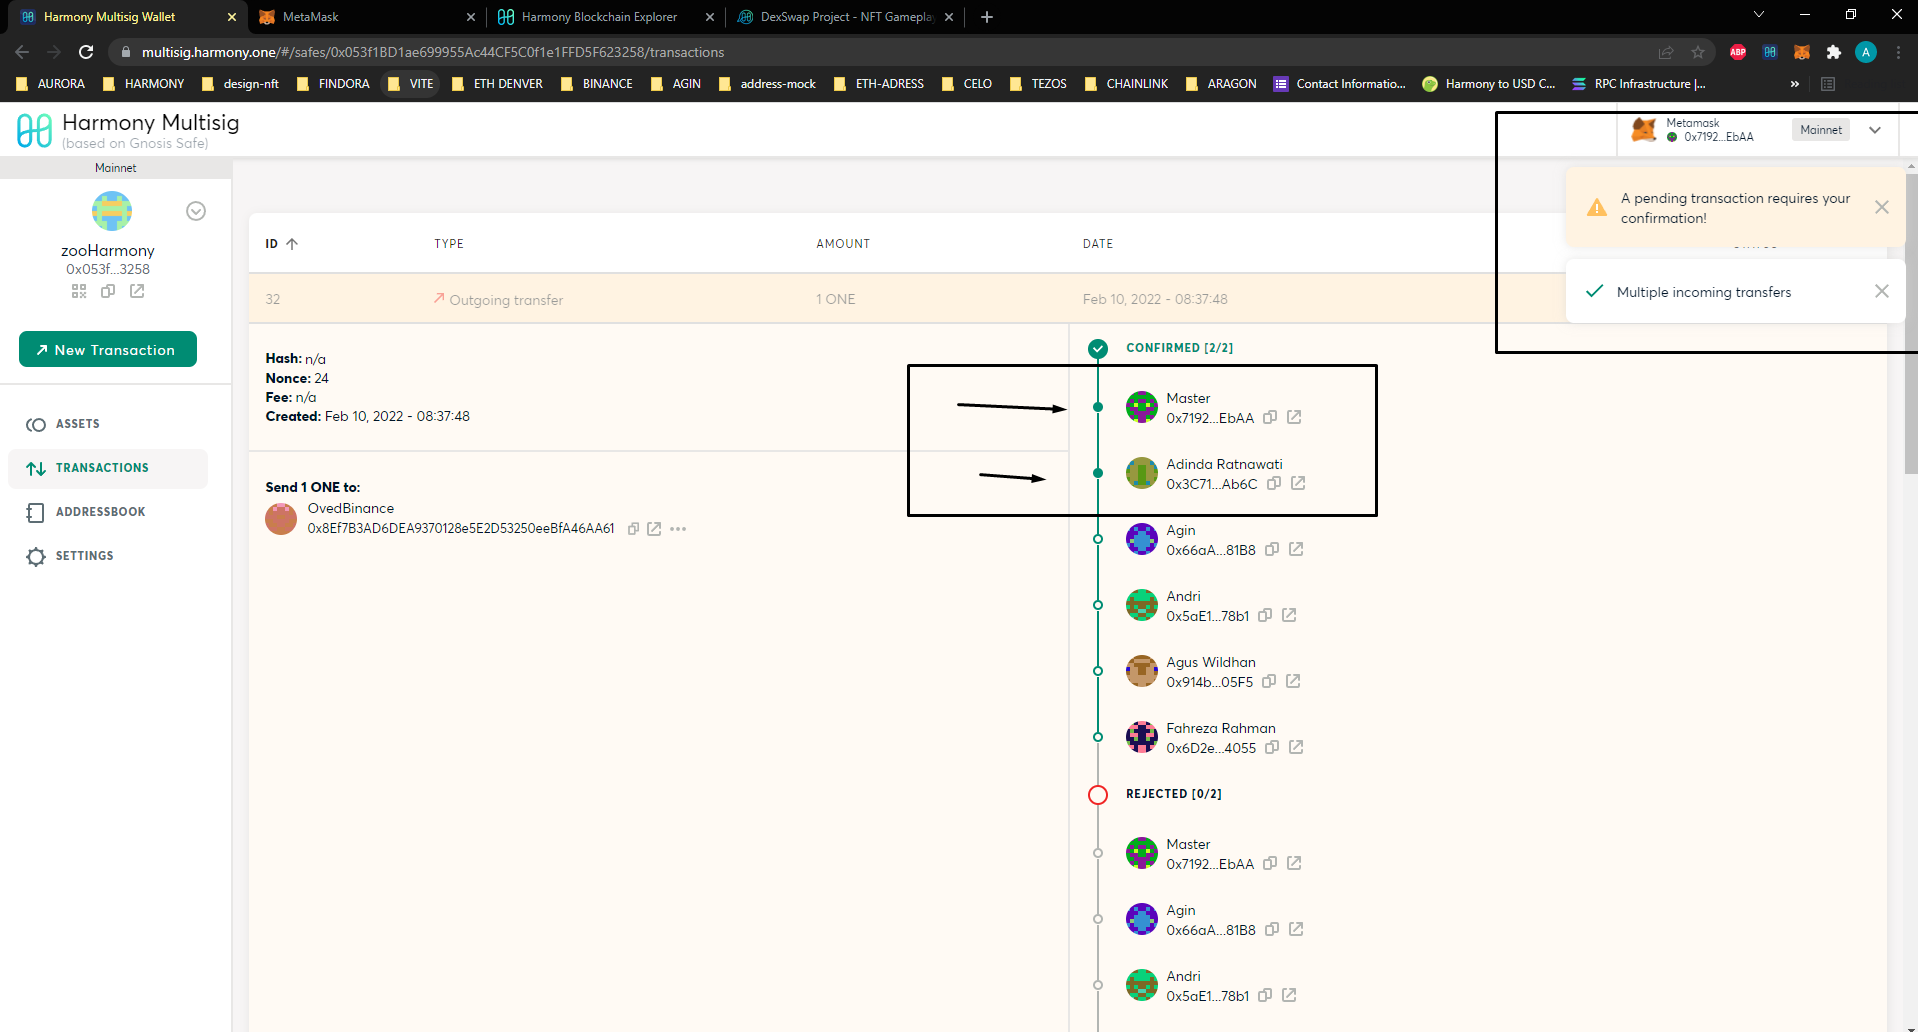 Harmony Multisig Wallet
MetaMask
Harmony Blockchain Explorer
DexSwap Project - NFT Gameplay
multisig.harmony.one/#/safes/0x053f1BD1ae699955Ac44CF5C0f1e1FFD5F623258/transactions
ABP
A
AURORA
HARMONY
design-nft
FINDORA
VITE
ETH DENVER
BINANCE
AGIN
address-mock
ETH-ADRESS
CELO
TEZOS
CHAINLINK
ARAGON
Contact Informatio...
Harmony to USD C...
RPC Infrastructure |...
»
Harmony Multisig
(based on Gnosis Safe)
Metamask
0x7192...EbAA
Mainnet
Mainnet
zooHarmony
0x053f...3258
New Transaction
ASSETS
TRANSACTIONS
ADDRESSBOOK
SETTINGS
A pending transaction requires your
confirmation!
Multiple incoming transfers
ID
TYPE
AMOUNT
DATE
32
Outgoing transfer
1 ONE
Feb 10, 2022 - 08:37:48
Hash: n/a
Nonce: 24
Fee: n/a
Created: Feb 10, 2022 - 08:37:48
Send 1 ONE to:
OvedBinance
0x8Ef7B3AD6DEA9370128e5E2D53250eeBfA46AA61
CONFIRMED [2/2]
Master
0x7192...EbAA
Adinda Ratnawati
0x3C71...Ab6C
Agin
0x66aA...81B8
Andri
0x5aE1...78b1
Agus Wildhan
0x914b...05F5
Fahreza Rahman
0x6D2e...4055
REJECTED [0/2]
Master
0x7192...EbAA
Agin
0x66aA...81B8
Andri
0x5aE1...78b1